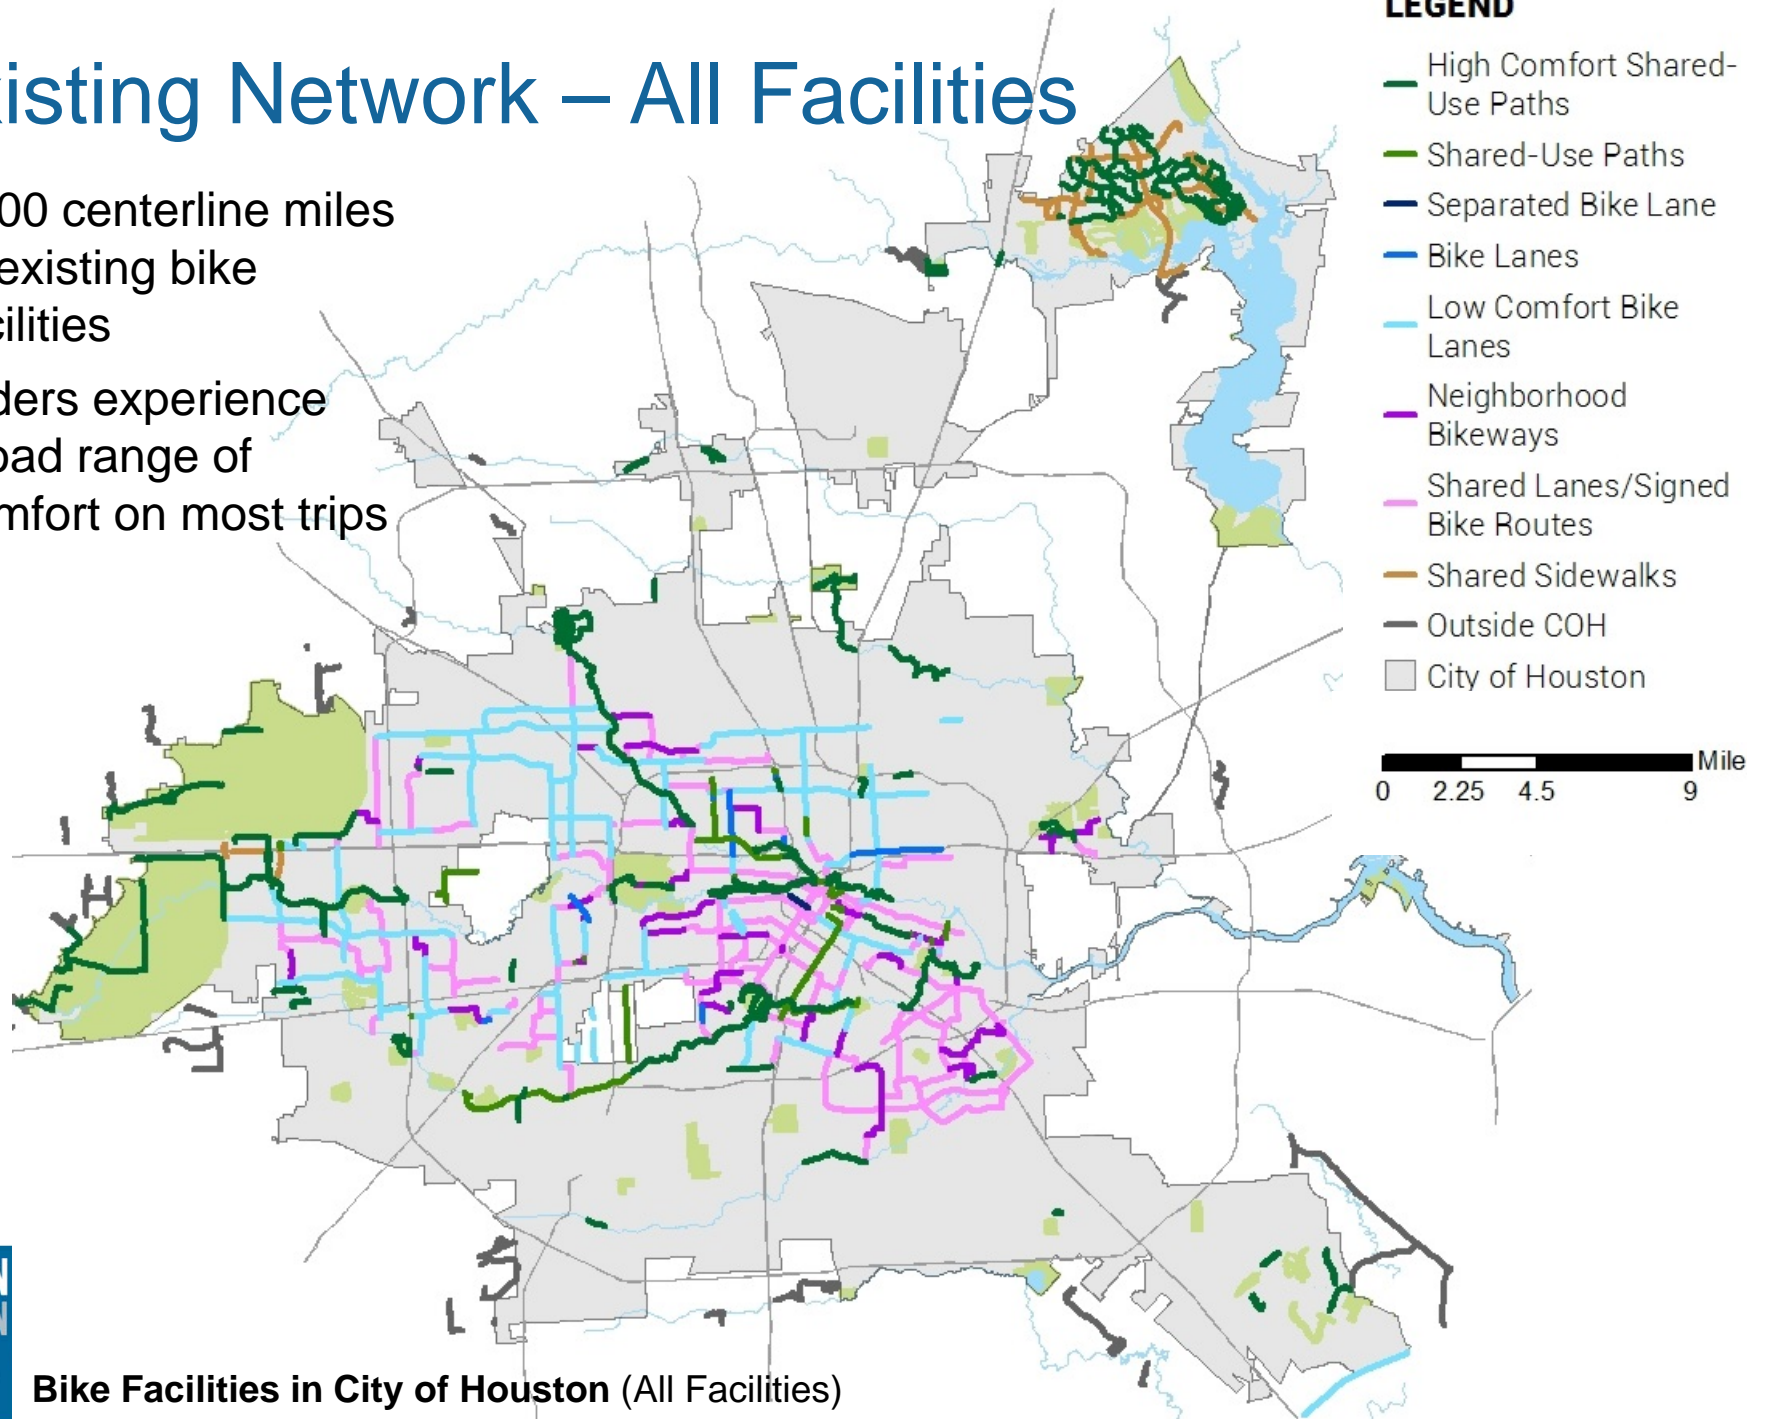 LEGEND
isting Network – All Facilities
00 centerline miles
existing bike
cilities
ders experience
oad range of
mfort on most trips
High Comfort Shared-
Use Paths
Shared-Use Paths
Separated Bike Lane
Bike Lanes
Low Comfort Bike
Lanes
Neighborhood
Bikeways
Shared Lanes/Signed
Bike Routes
Shared Sidewalks
Outside COH
City of Houston
Mile
0 2.25 4.5 9
Bike Facilities in City of Houston (All Facilities)